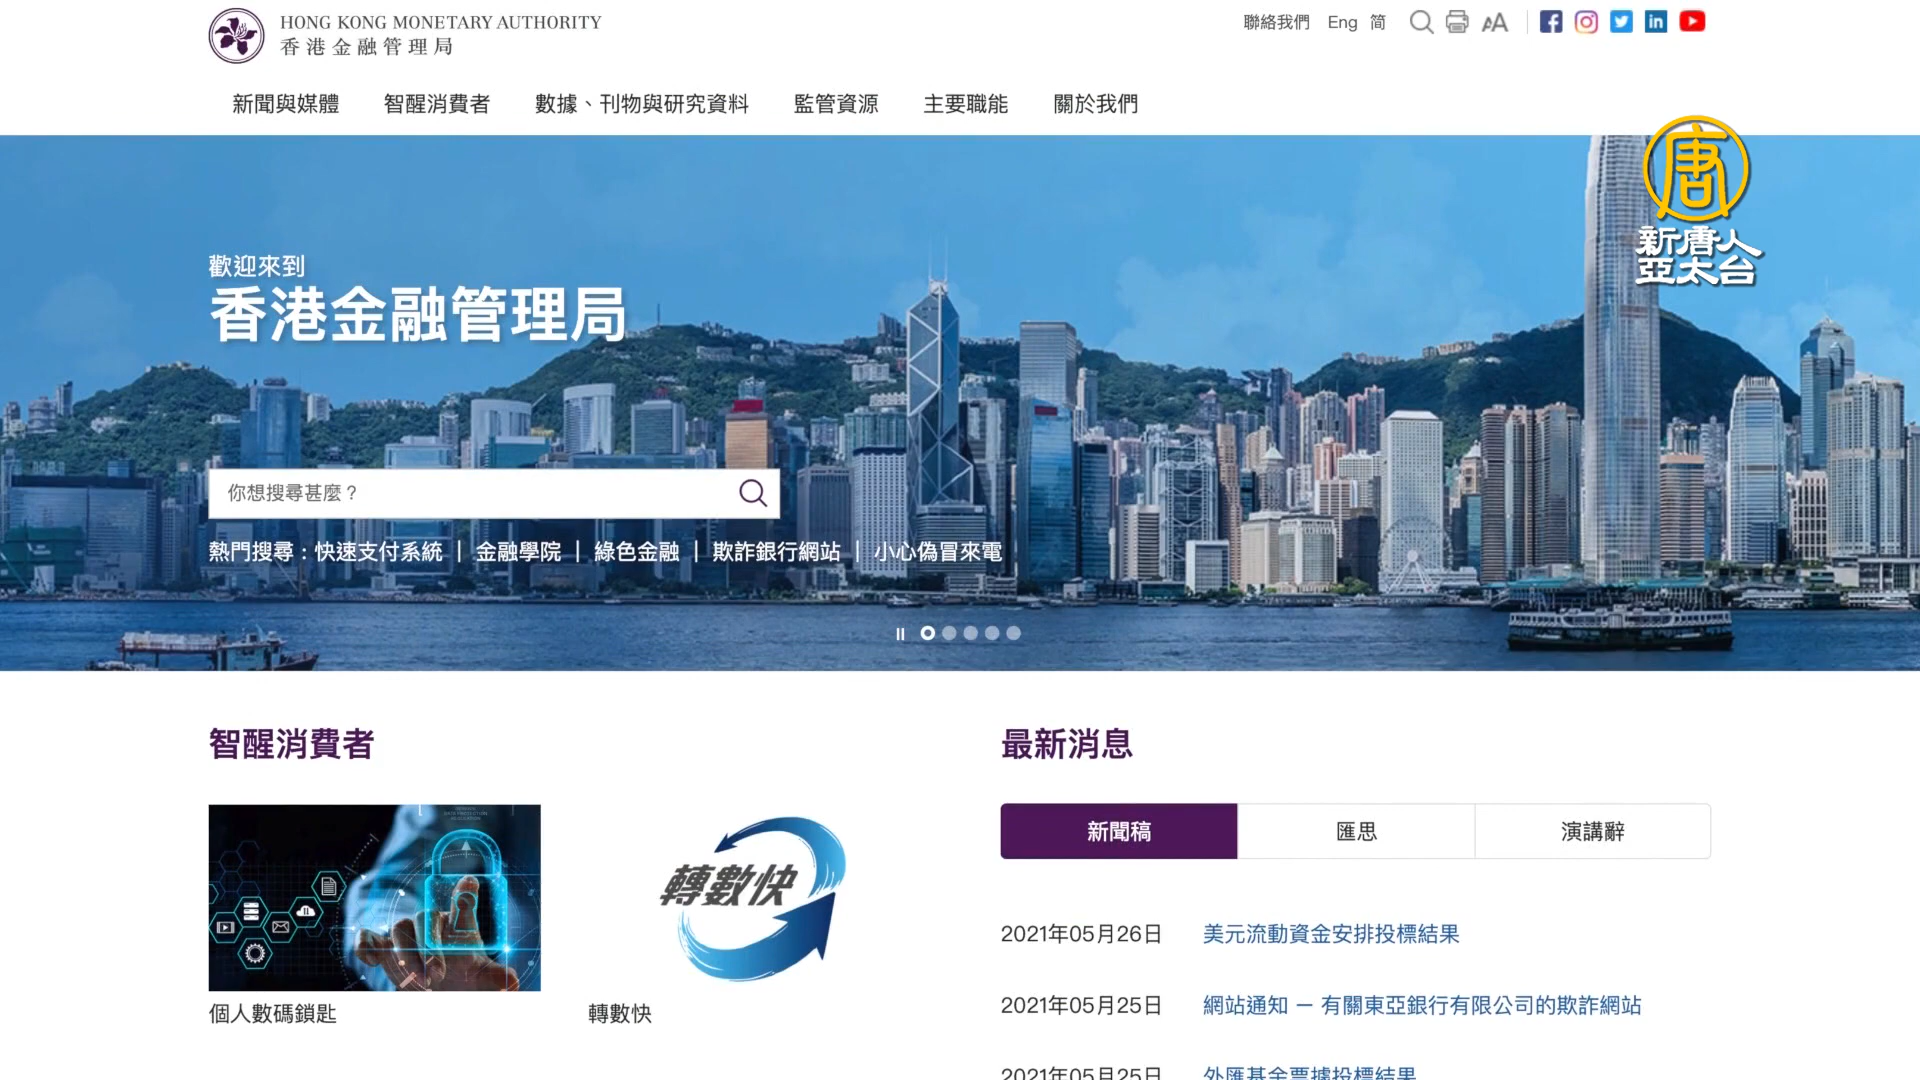 HONG KONG MONETARY AUTHORITY
香港金融管理局
聯絡我們 Eng 简
新聞與媒體 智醒消費者 數據、刊物與研究資料 監管資源 主要職能 關於我們
唐
新唐人
亞太台
歡迎來到
香港金融管理局
你想搜尋甚麼？
熱門搜尋：快速支付系統 | 金融學院 | 綠色金融 | 欺詐銀行網站 | 小心偽冒來電
智醒消費者
最新消息
新聞稿 匯思 演講辭
轉數快
2021年05月26日 美元流動資金安排投標結果
2021年05月25日 網站通知 － 有關東亞銀行有限公司的欺詐網站
個人數碼鎖匙 轉數快
2021年05月25日 外匯基金票據投標結果